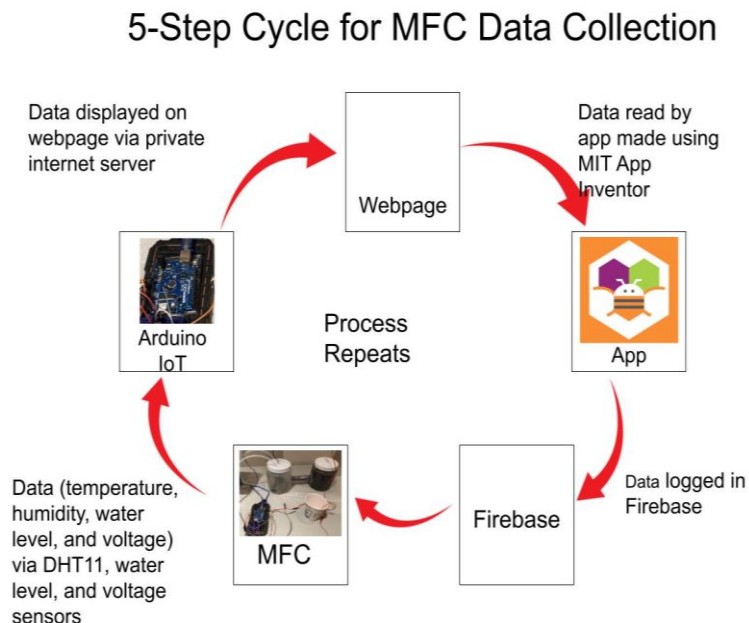 5-Step Cycle for MFC Data Collection
Data displayed on
webpage via private
internet server
Webpage
Data read by
app made using
MIT App
Inventor
Arduino
IoT
Process
Repeats
App
Data (temperature,
humidity, water
level, and voltage)
via DHT11, water
level, and voltage
sensors
MFC
Firebase
Data logged in
Firebase